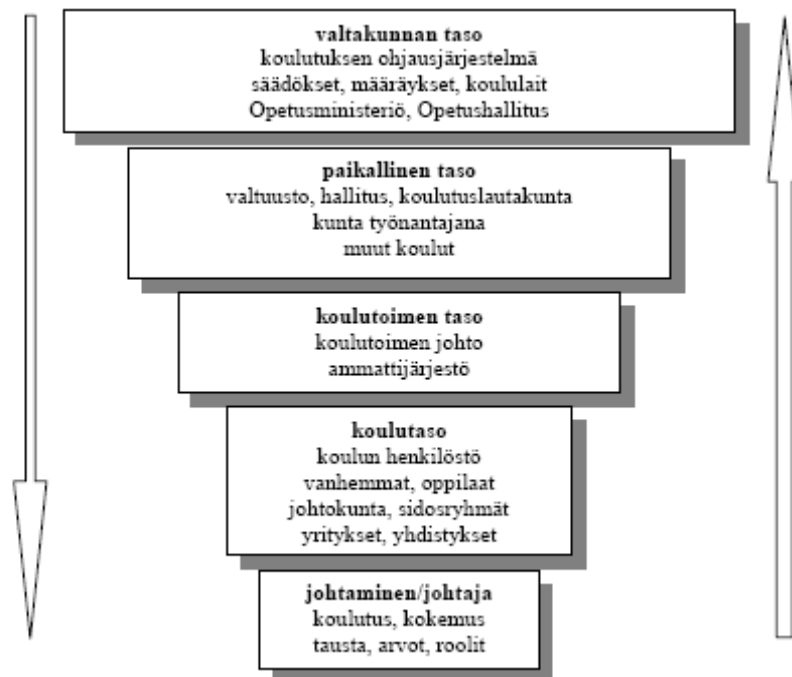 valtakunnan taso
koulutuksen ohjausjärjestelmä
säädökset, määräykset, koululait
Opetusministeriö, Opetushallitus
paikallinen taso
valtuusto, hallitus, koulutuslautakunta
kunta työnantajana
muut koulut
koulutoimen taso
koulutoimen johto
ammattijärjestö
koulutaso
koulun henkilöstö
vanhemmat, oppilaat
johtokunta, sidosryhmät
yritykset, yhdistykset
johtaminen/johtaja
koulutus, kokemus
tausta, arvot, roolit